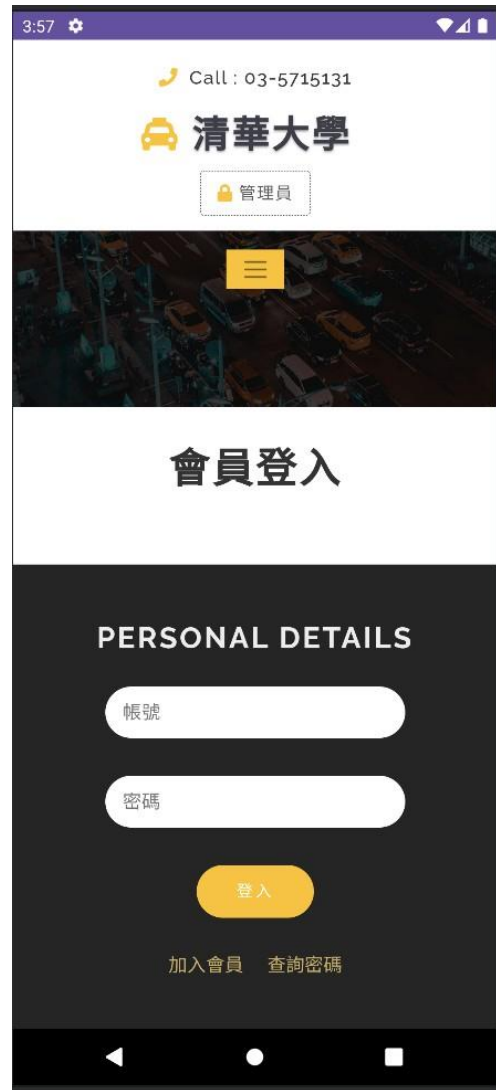 3:57
Call : 03-5715131
清華大學
管理員
會員登入
PERSONAL DETAILS
帳號
密碼
登入
加入會員 查詢密碼